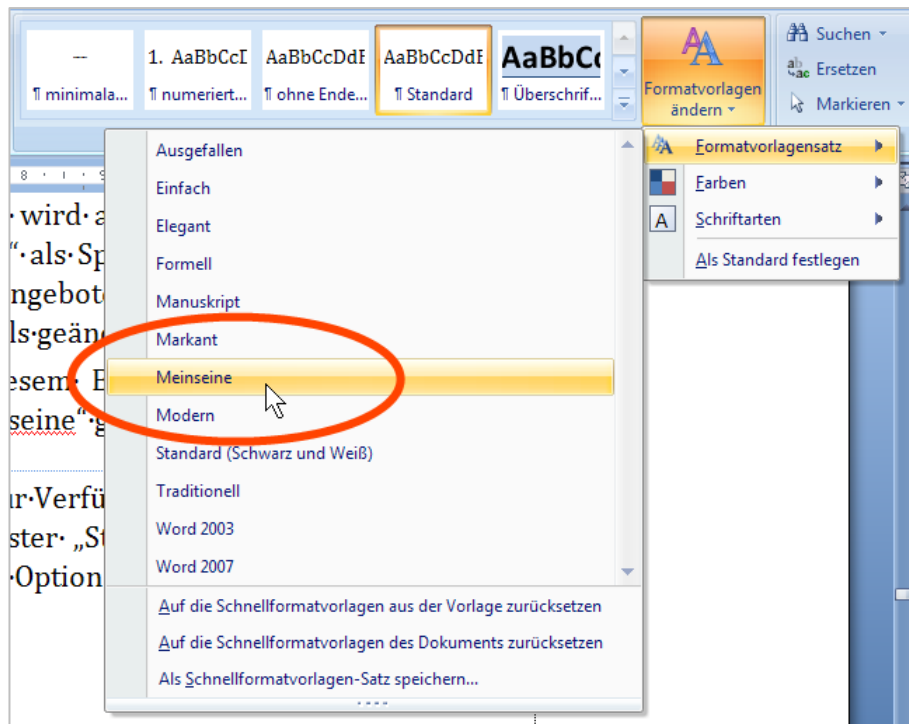 --
1. AaBbCcI
AaBbCcDdE
AaBbCcDdE
AaBbCc
¶ minimala...
¶ numeriert...
¶ ohne Ende...
¶ Standard
¶ Überschrif...
Formatvorlagen
ändern
Suchen
Ersetzen
Markieren
Formatvorlagensatz
Farben
Schriftarten
Als Standard festlegen
Ausgefallen
Einfach
Elegant
Formell
Manuskript
Markant
Meinseine
Modern
Standard (Schwarz und Weiß)
Traditionell
Word 2003
Word 2007
Auf die Schnellformatvorlagen aus der Vorlage zurücksetzen
Auf die Schnellformatvorlagen des Dokuments zurücksetzen
Als Schnellformatvorlagen-Satz speichern...
8
9
· wird· a
“· als· Sp
ngebot
ls·geän
esem· E
seine“·g
ur·Verfü
ster· „St
·Option